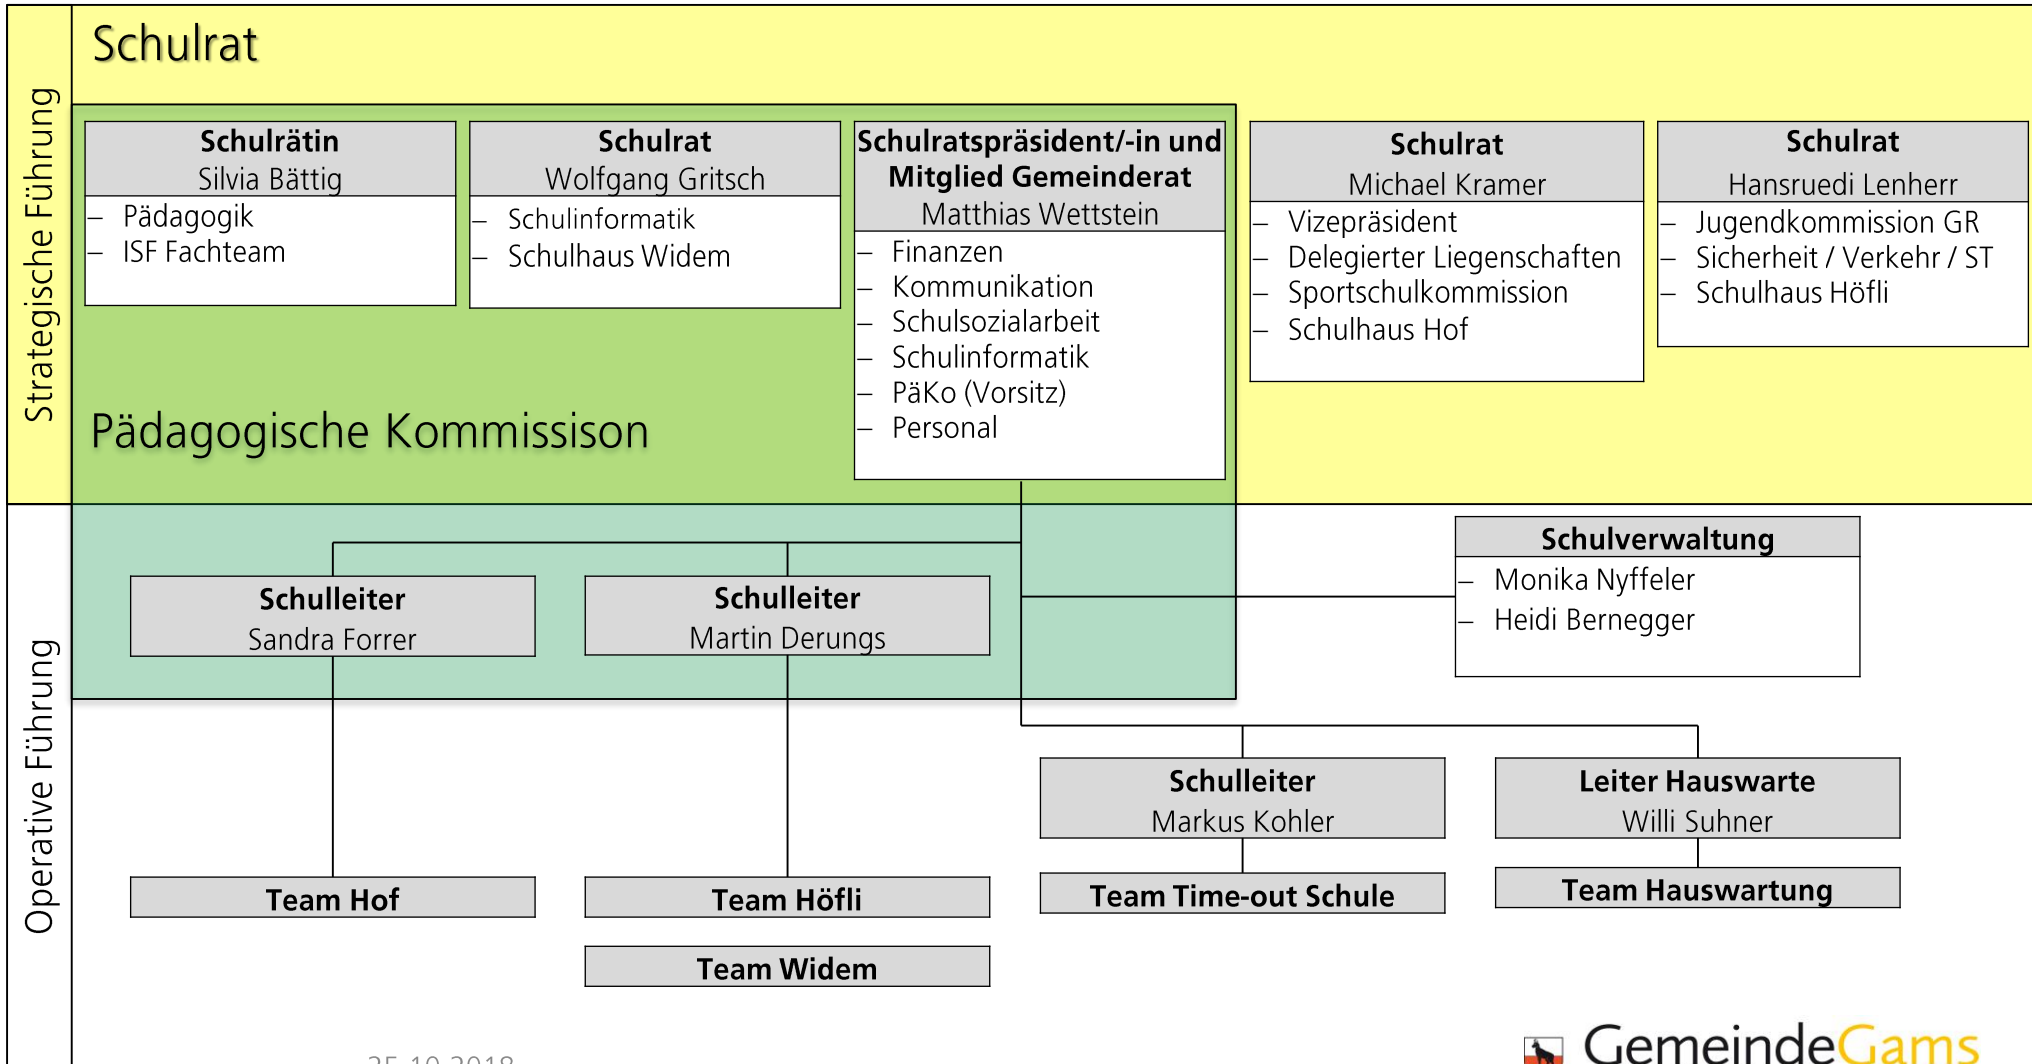 Schulrat
Strategische Führung
Schulrätin
Silvia Bättig
– Pädagogik
– ISF Fachteam
Schulrat
Wolfgang Gritsch
– Schulinformatik
– Schulhaus Widem
Schulratspräsident/-in und
Mitglied Gemeinderat
Matthias Wettstein
– Finanzen
– Kommunikation
– Schulsozialarbeit
– Schulinformatik
– PäKo (Vorsitz)
– Personal
Schulrat
Michael Kramer
– Vizepräsident
– Delegierter Liegenschaften
– Sportschulkommission
– Schulhaus Hof
Schulrat
Hansruedi Lenherr
– Jugendkommission GR
– Sicherheit / Verkehr / ST
– Schulhaus Höfli
Pädagogische Kommissison
Operative Führung
Schulverwaltung
– Monika Nyffeler
– Heidi Bernegger
Schulleiter
Sandra Forrer
Schulleiter
Martin Derungs
Schulleiter
Markus Kohler
Leiter Hauswarte
Willi Suhner
Team Hof
Team Höfli
Team Time-out Schule
Team Hauswartung
Team Widem
25.10.2018
GemeindeGams